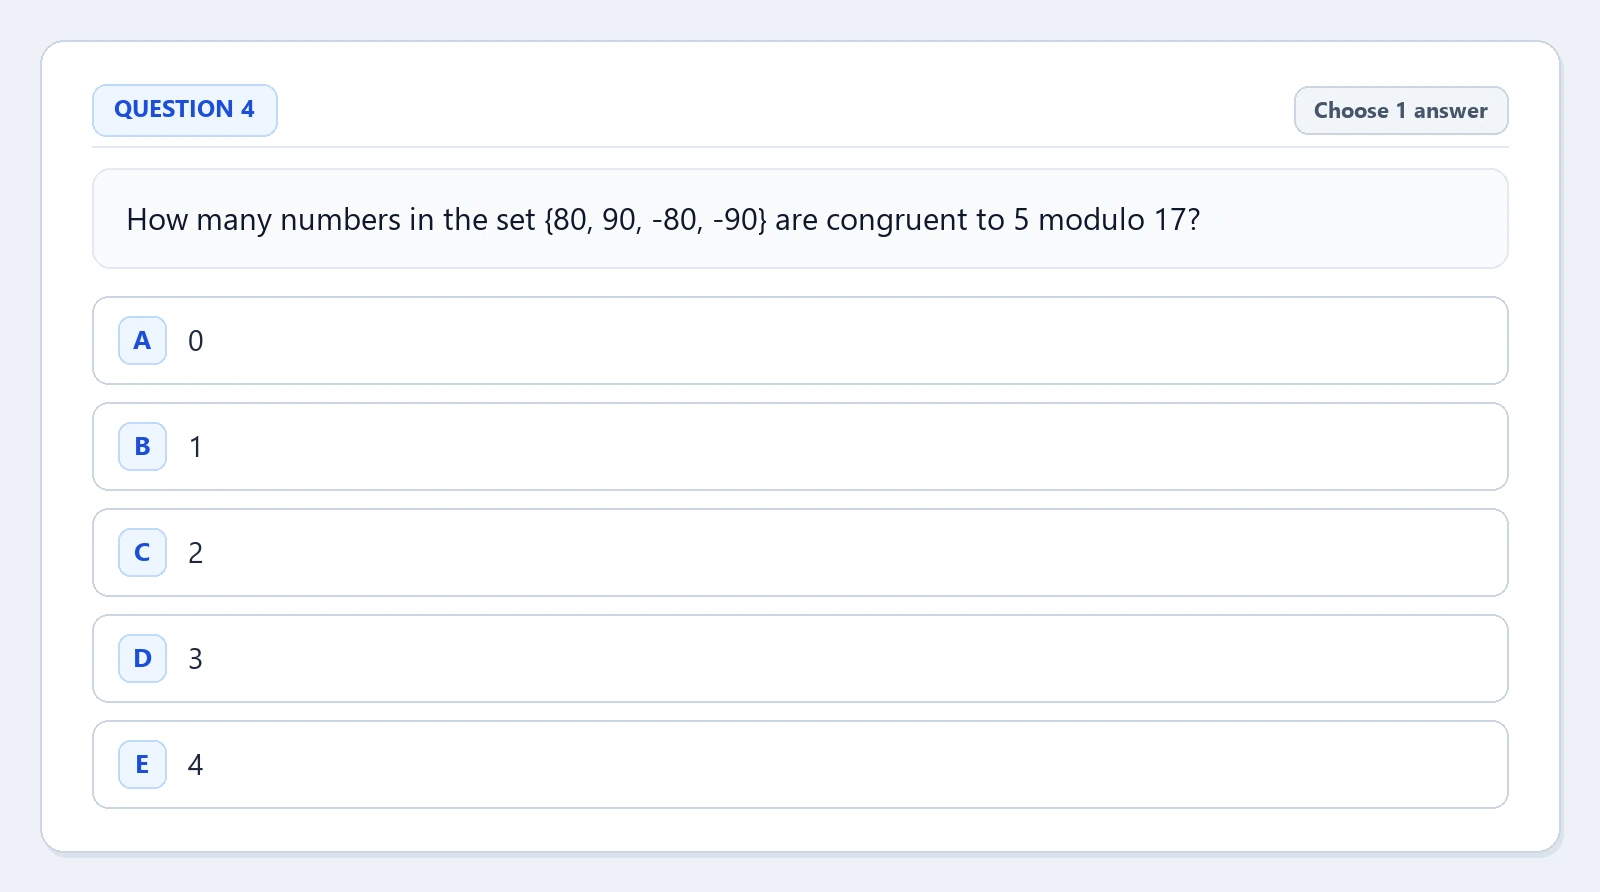 QUESTION 4
Choose 1 answer
How many numbers in the set {80, 90, -80, -90} are congruent to 5 modulo 17?
A 0
B 1
C 2
D 3
E 4